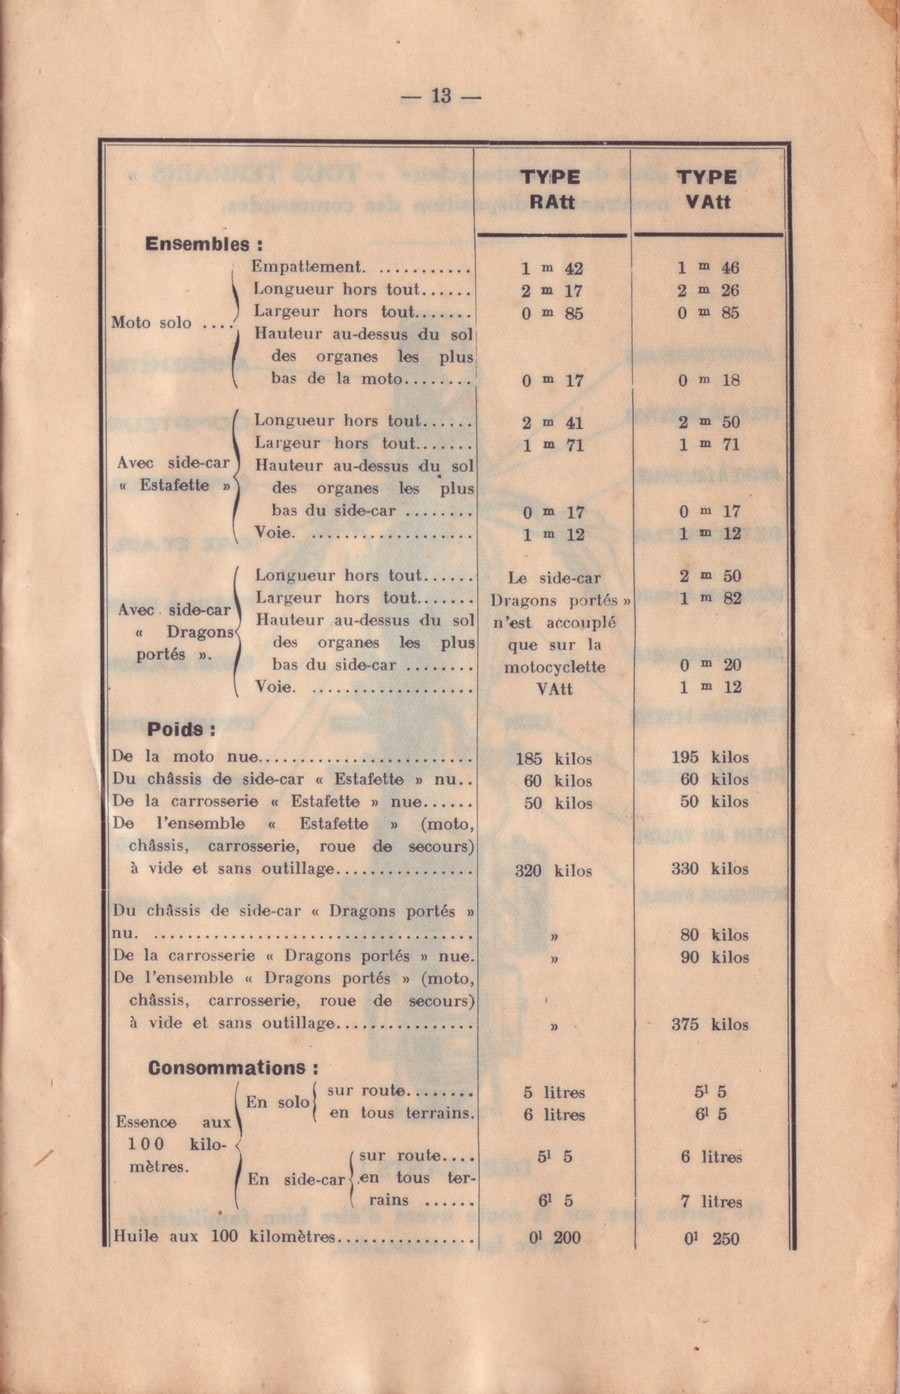 — 13 —
TYPE TYPE
RAtt VAtt
Ensembles :
Empattement. ........... 1 m 42 1 m 46
Longueur hors tout...... 2 m 17 2 m 26
Largeur hors tout....... 0 m 85 0 m 85
Moto solo ....
Hauteur au-dessus du sol
des organes les plus
bas de la moto........ 0 m 17 0 m 18
Longueur hors tout...... 2 m 41 2 m 50
Largeur hors tout....... 1 m 71 1 m 71
Avec side-car Hauteur au-dessus du sol
« Estafette » des organes les plus
bas du side-car ........ 0 m 17 0 m 17
Voie. ................... 1 m 12 1 m 12
Longueur hors tout...... Le side-car 2 m 50
Largeur hors tout....... Dragons portés » 1 m 82
Avec side-car Hauteur au-dessus du sol n'est accouplé
« Dragons des organes les plus que sur la
portés ». bas du side-car ........ motocyclette 0 m 20
Voie. ................... VAtt 1 m 12
Poids :
De la moto nue.......................... 185 kilos 195 kilos
Du châssis de side-car « Estafette » nu.. 60 kilos 60 kilos
De la carrosserie « Estafette » nue...... 50 kilos 50 kilos
De l'ensemble « Estafette » (moto,
châssis, carrosserie, roue de secours)
à vide et sans outillage................ 320 kilos 330 kilos
Du châssis de side-car « Dragons portés »
nu. ...................................... » 80 kilos
De la carrosserie « Dragons portés » nue. » 90 kilos
De l'ensemble « Dragons portés » (moto,
châssis, carrosserie, roue de secours)
à vide et sans outillage................ » 375 kilos
Consommations :
sur route........ 5 litres 5l 5
En solo
en tous terrains. 6 litres 6l 5
Essence aux
100 kilo-
mètres.
sur route.... 5l 5 6 litres
En side-car en tous ter-
rains ...... 6l 5 7 litres
Huile aux 100 kilomètres................ 0l 200 0l 250